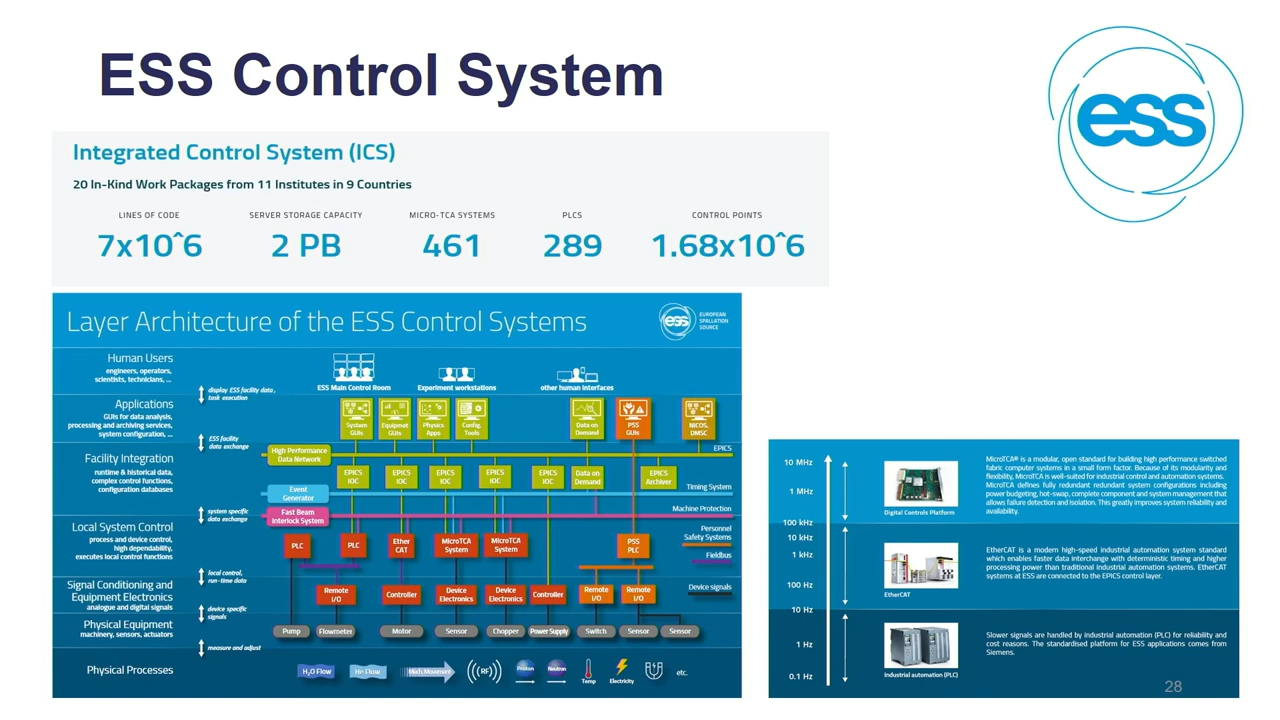 ESS Control System
ess
Integrated Control System (ICS)
20 In-Kind Work Packages from 11 Institutes in 9 Countries
LINES OF CODE
7x10^6
SERVER STORAGE CAPACITY
2 PB
MICRO-TCA SYSTEMS
461
PLCS
289
CONTROL POINTS
1.68x10^6
Layer Architecture of the ESS Control Systems
ess
EUROPEAN
SPALLATION
SOURCE
Human Users
engineers, operators,
scientists, technicians, ...
display ESS facility data,
task execution
ESS Main Control Room
Experiment workstations
other human interfaces
Applications
GUIs for data analysis,
processing and archiving services,
system configuration, ...
ESS facility
data exchange
System
GUIs
Equipmet
GUIs
Physics
Apps
Config.
Tools
Data on
Demand
PSS
GUIs
NICOS,
DMSC
EPICS
Facility Integration
runtime & historical data,
complex control functions,
configuration databases
High Performance
Data Network
EPICS
IOC
EPICS
IOC
EPICS
IOC
EPICS
IOC
EPICS
IOC
Data on
Demand
EPICS
Archiver
Event
Generator
Timing System
system specific
data exchange
Fast Beam
Interlock System
Machine Protection
Local System Control
process and device control,
high dependability,
executes local control functions
PLC
PLC
Ether
CAT
MicroTCA
System
MicroTCA
System
PSS
PLC
Personnel
Safety Systems
Fieldbus
local control,
run-time data
Signal Conditioning and
Equipment Electronics
analogue and digital signals
Remote
I/O
Controller
Device
Electronics
Device
Electronics
Controller
Remote
I/O
Remote
I/O
Device signals
device specific
signals
Physical Equipment
machinery, sensors, actuators
Pump
Flowmeter
Motor
Sensor
Chopper
Power Supply
Switch
Sensor
Sensor
measure and adjust
Physical Processes
H2O Flow
He Flow
Mech. Movement
(RF)
Proton
Neutron
Temp
Electricity
etc.
10 MHz
1 MHz
100 kHz
10 kHz
1 kHz
100 Hz
10 Hz
1 Hz
0.1 Hz
Digital Controls Platform
MicroTCA® is a modular, open standard for building high performance switched
fabric computer systems in a small form factor. Because of its modularity and
flexibility, MicroTCA is well-suited for industrial control and automation systems.
MicroTCA defines fully redundant redundant system configurations including
power budgeting, hot-swap, complete component and system management that
allows failure detection and isolation. This greatly improves system reliability and
availability.
EtherCAT
EtherCAT is a modern high-speed industrial automation system standard
which enables faster data interchange with deterministic timing and higher
processing power than traditional industrial automation systems. EtherCAT
systems at ESS are connected to the EPICS control layer.
Industrial automation (PLC)
Slower signals are handled by industrial automation (PLC) for reliability and
cost reasons. The standardised platform for ESS applications comes from
Siemens.
28